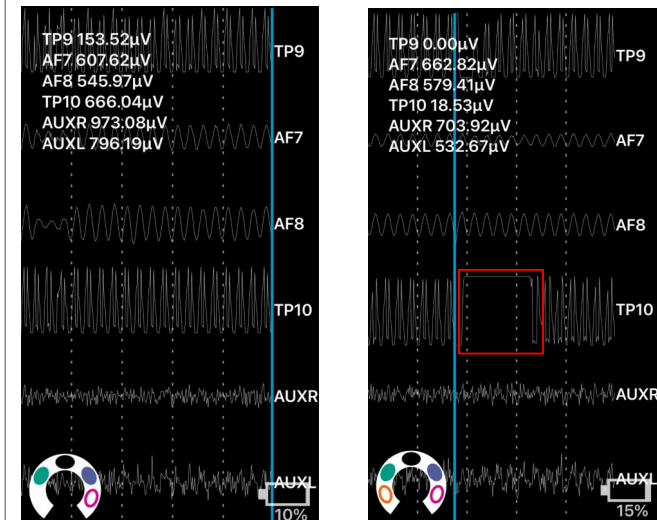 TP9 153.52µV
AF7 607.62µV
AF8 545.97µV
TP10 666.04µV
AUXR 973.08µV
AUXL 796.19µV
TP9
AF7
AF8
TP10
AUXR
AUXL
10%
TP9 0.00µV
AF7 662.82µV
AF8 579.41µV
TP10 18.53µV
AUXR 703.92µV
AUXL 532.67µV
TP9
AF7
AF8
TP10
AUXR
AUXL
15%